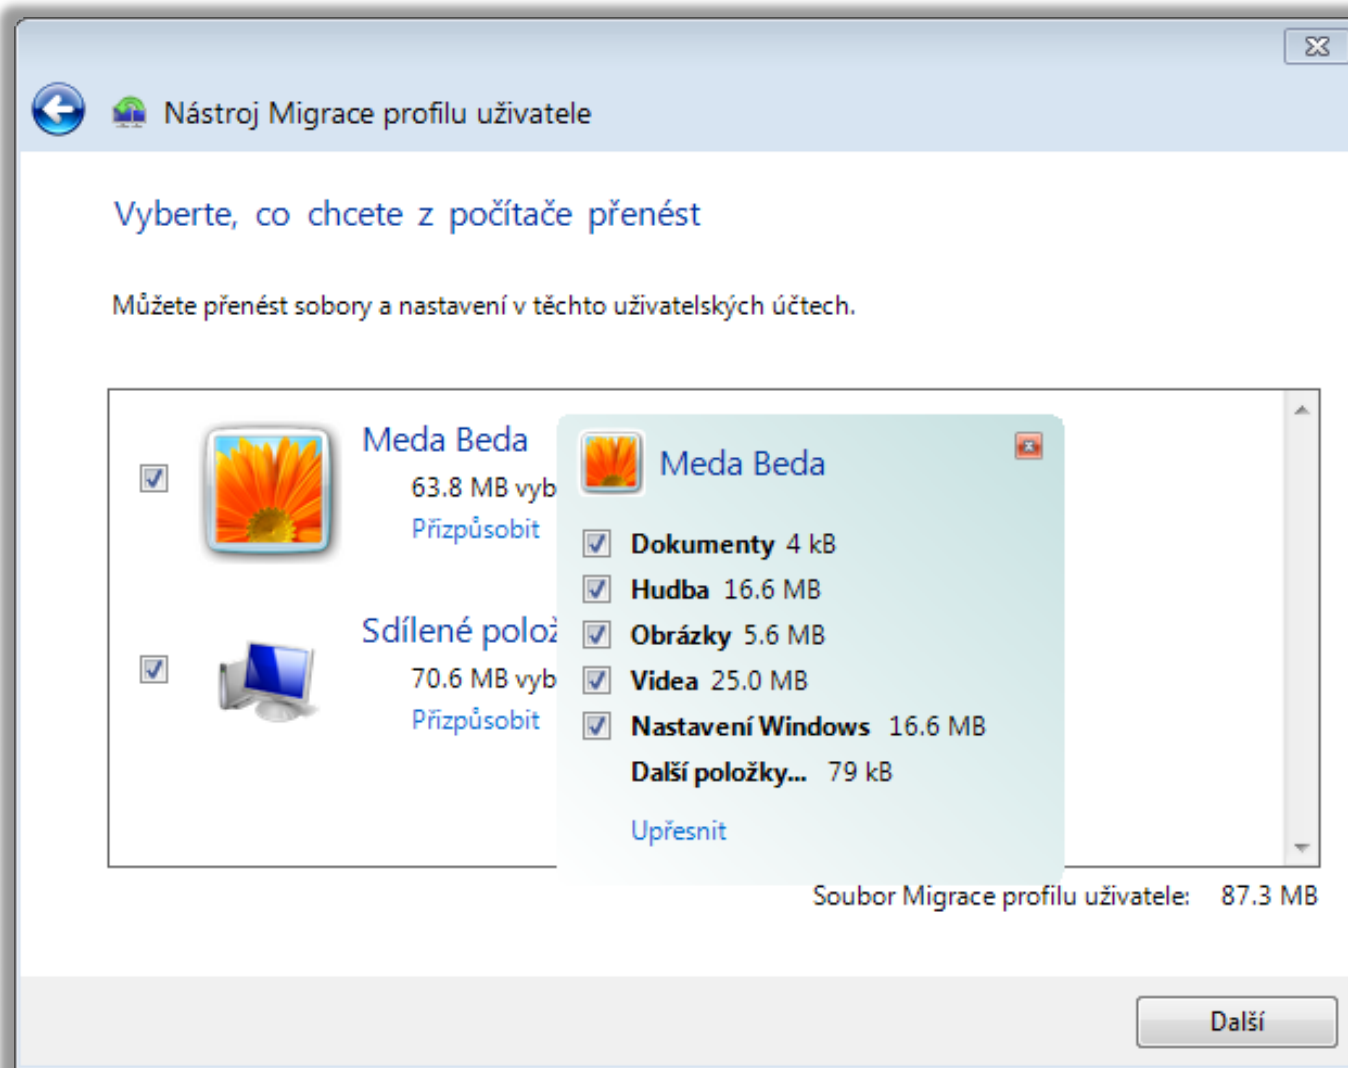 Nástroj Migrace profilu uživatele
Vyberte, co chcete z počítače přenést
Můžete přenést sobory a nastavení v těchto uživatelských účtech.
Meda Beda
63.8 MB vyb
Přizpůsobit
Sdílené polož
70.6 MB vyb
Přizpůsobit
Meda Beda
Dokumenty 4 kB
Hudba 16.6 MB
Obrázky 5.6 MB
Videa 25.0 MB
Nastavení Windows 16.6 MB
Další položky... 79 kB
Upřesnit
Soubor Migrace profilu uživatele: 87.3 MB
Další